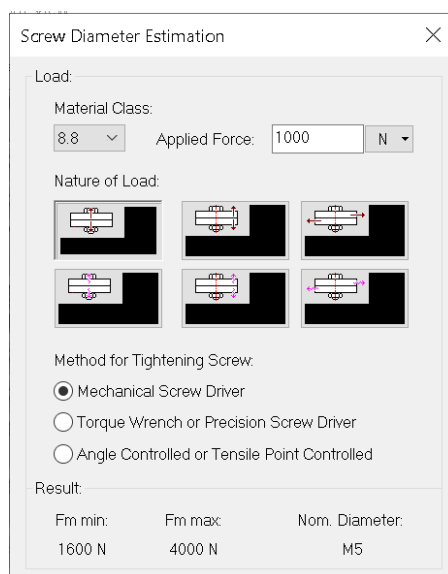 Screw Diameter Estimation
Load:
Material Class:
8.8 Applied Force: 1000 N
Nature of Load:
Method for Tightening Screw:
Mechanical Screw Driver
Torque Wrench or Precision Screw Driver
Angle Controlled or Tensile Point Controlled
Result:
Fm min: Fm max: Nom. Diameter:
1600 N 4000 N M5